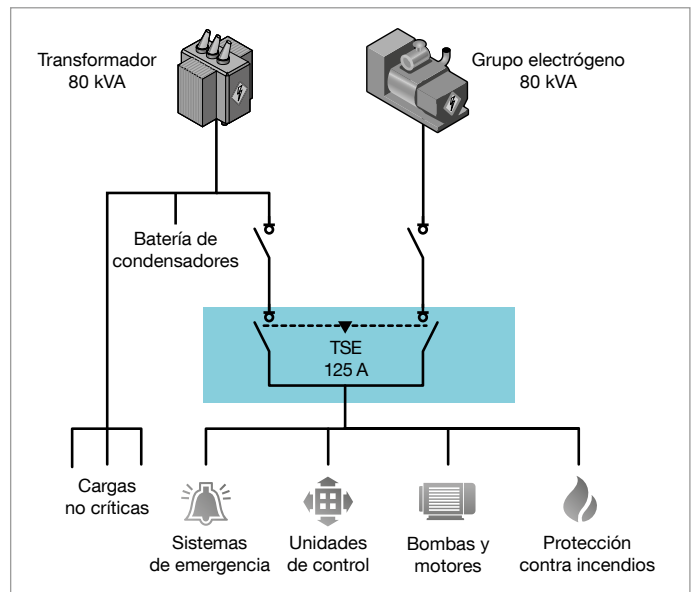 Transformador
80 kVA
Grupo electrógeno
80 kVA
Batería de
condensadores
TSE
125 A
Cargas
no críticas
Sistemas
de emergencia
Unidades
de control
Bombas y
motores
Protección
contra incendios